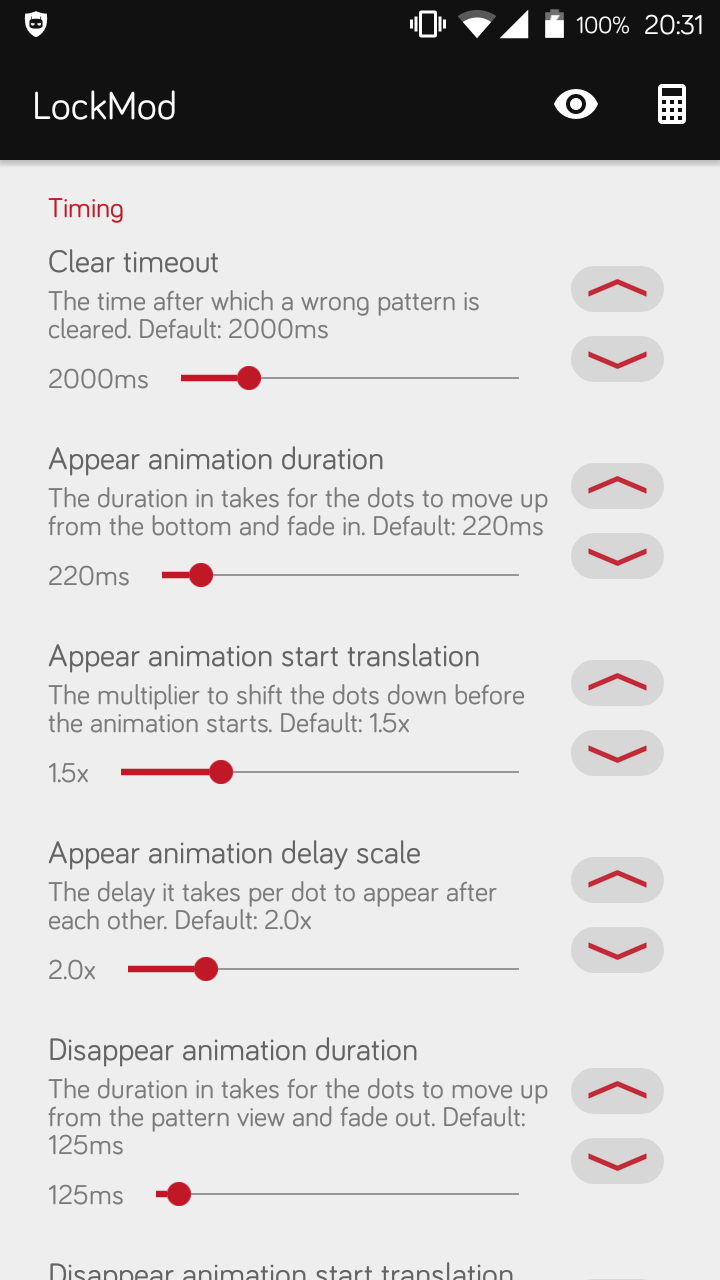 100% 20:31
LockMod
Timing
Clear timeout
The time after which a wrong pattern is
cleared. Default: 2000ms
2000ms
Appear animation duration
The duration in takes for the dots to move up
from the bottom and fade in. Default: 220ms
220ms
Appear animation start translation
The multiplier to shift the dots down before
the animation starts. Default: 1.5x
1.5x
Appear animation delay scale
The delay it takes per dot to appear after
each other. Default: 2.0x
2.0x
Disappear animation duration
The duration in takes for the dots to move up
from the pattern view and fade out. Default:
125ms
125ms
Disappear animation start translation